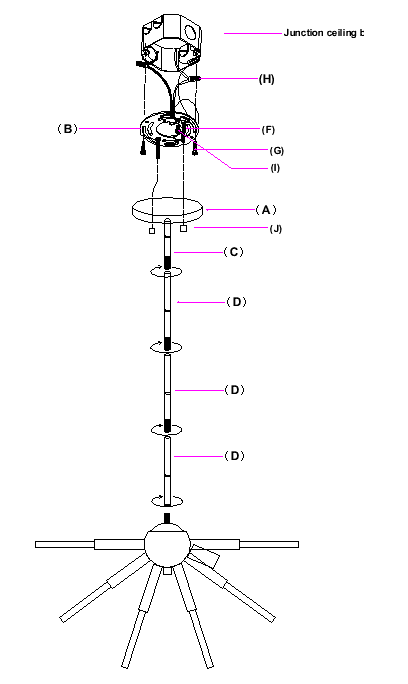 Junction ceiling b
(H)
(B)
(F)
(G)
(I)
(A)
(J)
(C)
(D)
(D)
(D)